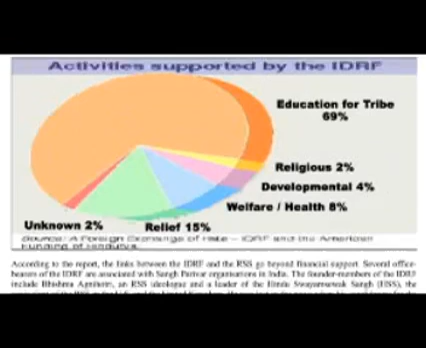 Activities supported by the IDRF
Education for Tribe
69%
Religious 2%
Developmental 4%
Welfare / Health 8%
Relief 15%
Unknown 2%
Source: A Foreign Exchange of Hate – IDRF and the American
Funding of Hindutva
According to the report, the links between the IDRF and the RSS go beyond financial support. Several office-
bearers of the IDRF are associated with Sangh Parivar organisations in India. The founder-members of the IDRF
include Bhishma Agnihotri, an RSS ideologue and a leader of the Hindu Swayamsewak Sangh (HSS), the